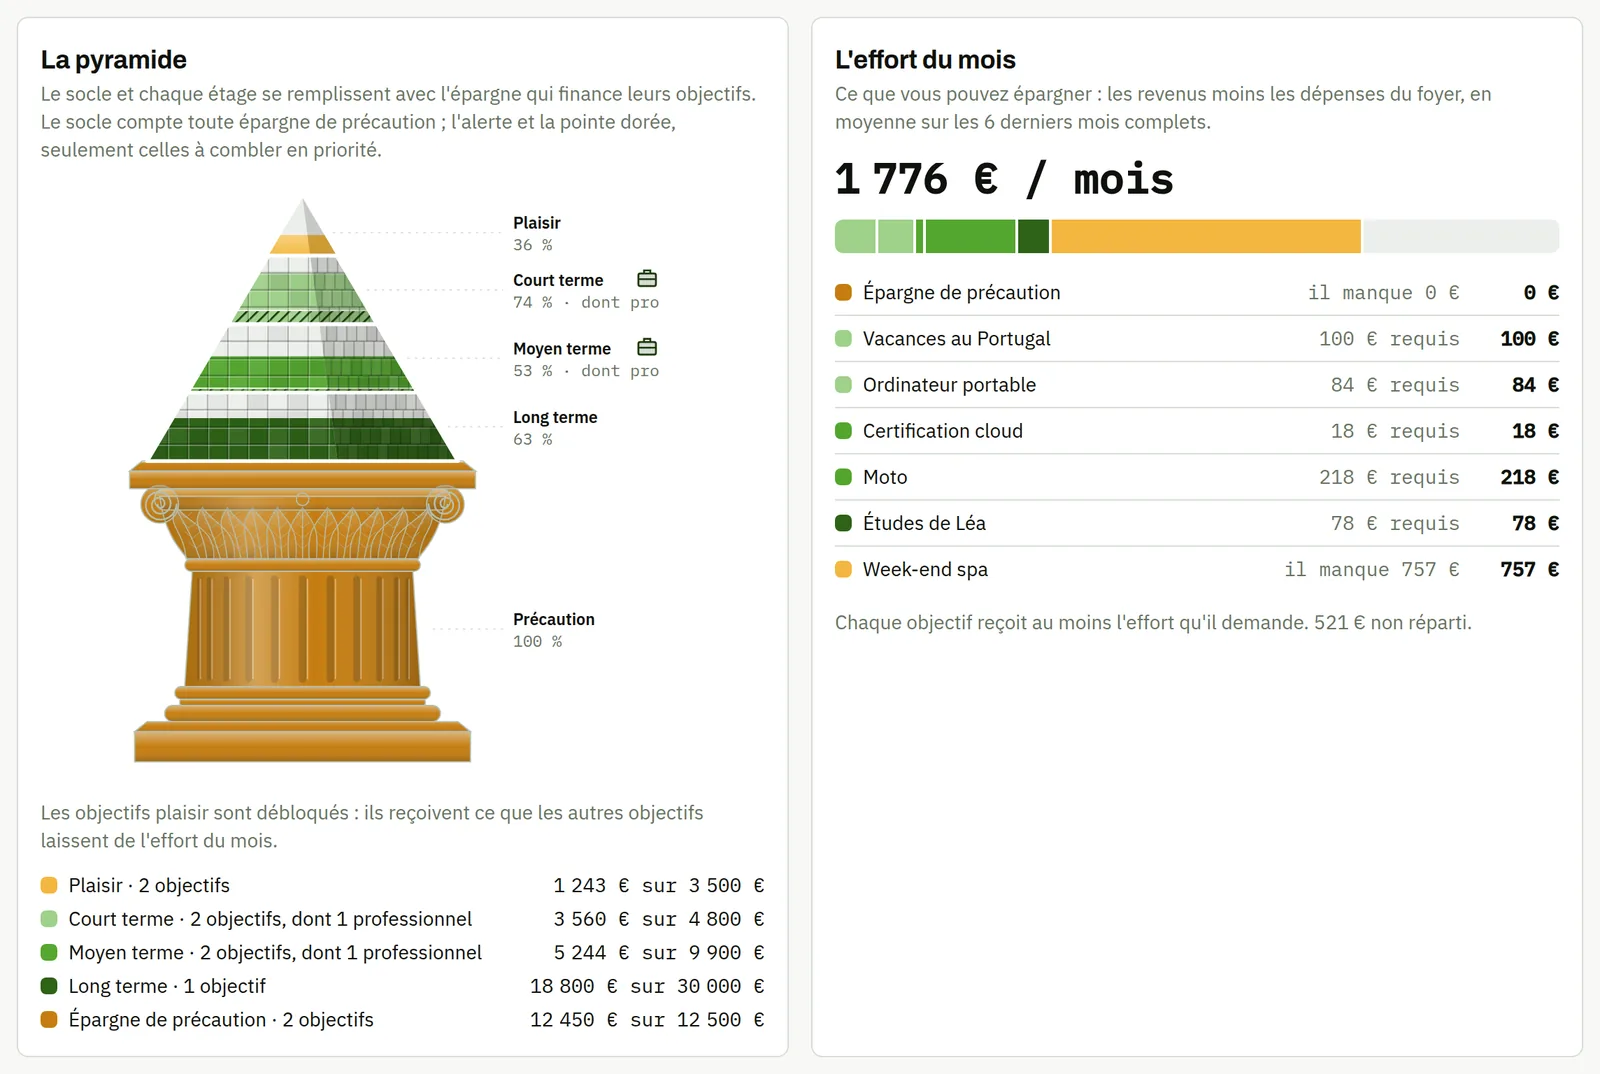 La pyramide
Le socle et chaque étage se remplissent avec l'épargne qui finance leurs objectifs.
Le socle compte toute épargne de précaution ; l'alerte et la pointe dorée,
seulement celles à combler en priorité.
Plaisir
36 %
Court terme
74 % · dont pro
Moyen terme
53 % · dont pro
Long terme
63 %
Précaution
100 %
Les objectifs plaisir sont débloqués : ils reçoivent ce que les autres objectifs
laissent de l'effort du mois.
Plaisir · 2 objectifs 1 243 € sur 3 500 €
Court terme · 2 objectifs, dont 1 professionnel 3 560 € sur 4 800 €
Moyen terme · 2 objectifs, dont 1 professionnel 5 244 € sur 9 900 €
Long terme · 1 objectif 18 800 € sur 30 000 €
Épargne de précaution · 2 objectifs 12 450 € sur 12 500 €
L'effort du mois
Ce que vous pouvez épargner : les revenus moins les dépenses du foyer, en
moyenne sur les 6 derniers mois complets.
1 776 € / mois
Épargne de précaution il manque 0 € 0 €
Vacances au Portugal 100 € requis 100 €
Ordinateur portable 84 € requis 84 €
Certification cloud 18 € requis 18 €
Moto 218 € requis 218 €
Études de Léa 78 € requis 78 €
Week-end spa il manque 757 € 757 €
Chaque objectif reçoit au moins l'effort qu'il demande. 521 € non réparti.